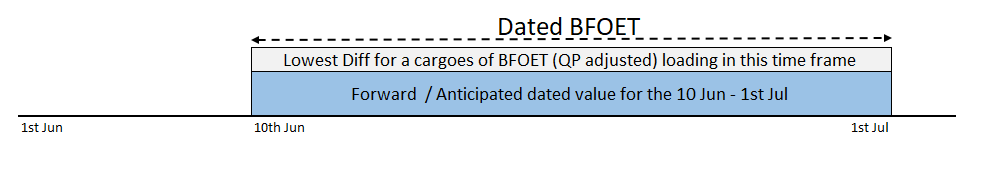 Dated BFOET
Lowest Diff for a cargoes of BFOET (QP adjusted) loading in this time frame
Forward / Anticipated dated value for the 10 Jun - 1st Jul
1st Jun
10th Jun
1st Jul